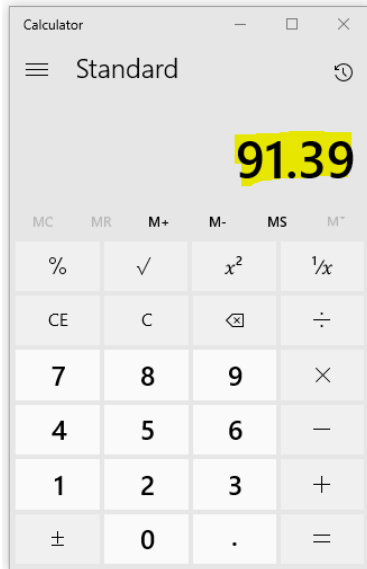 Calculator
Standard
91.39
MC MR M+ M- MS M˅
% √ x² ¹/x
CE C ÷
7 8 9 ×
4 5 6 −
1 2 3 +
± 0 . =